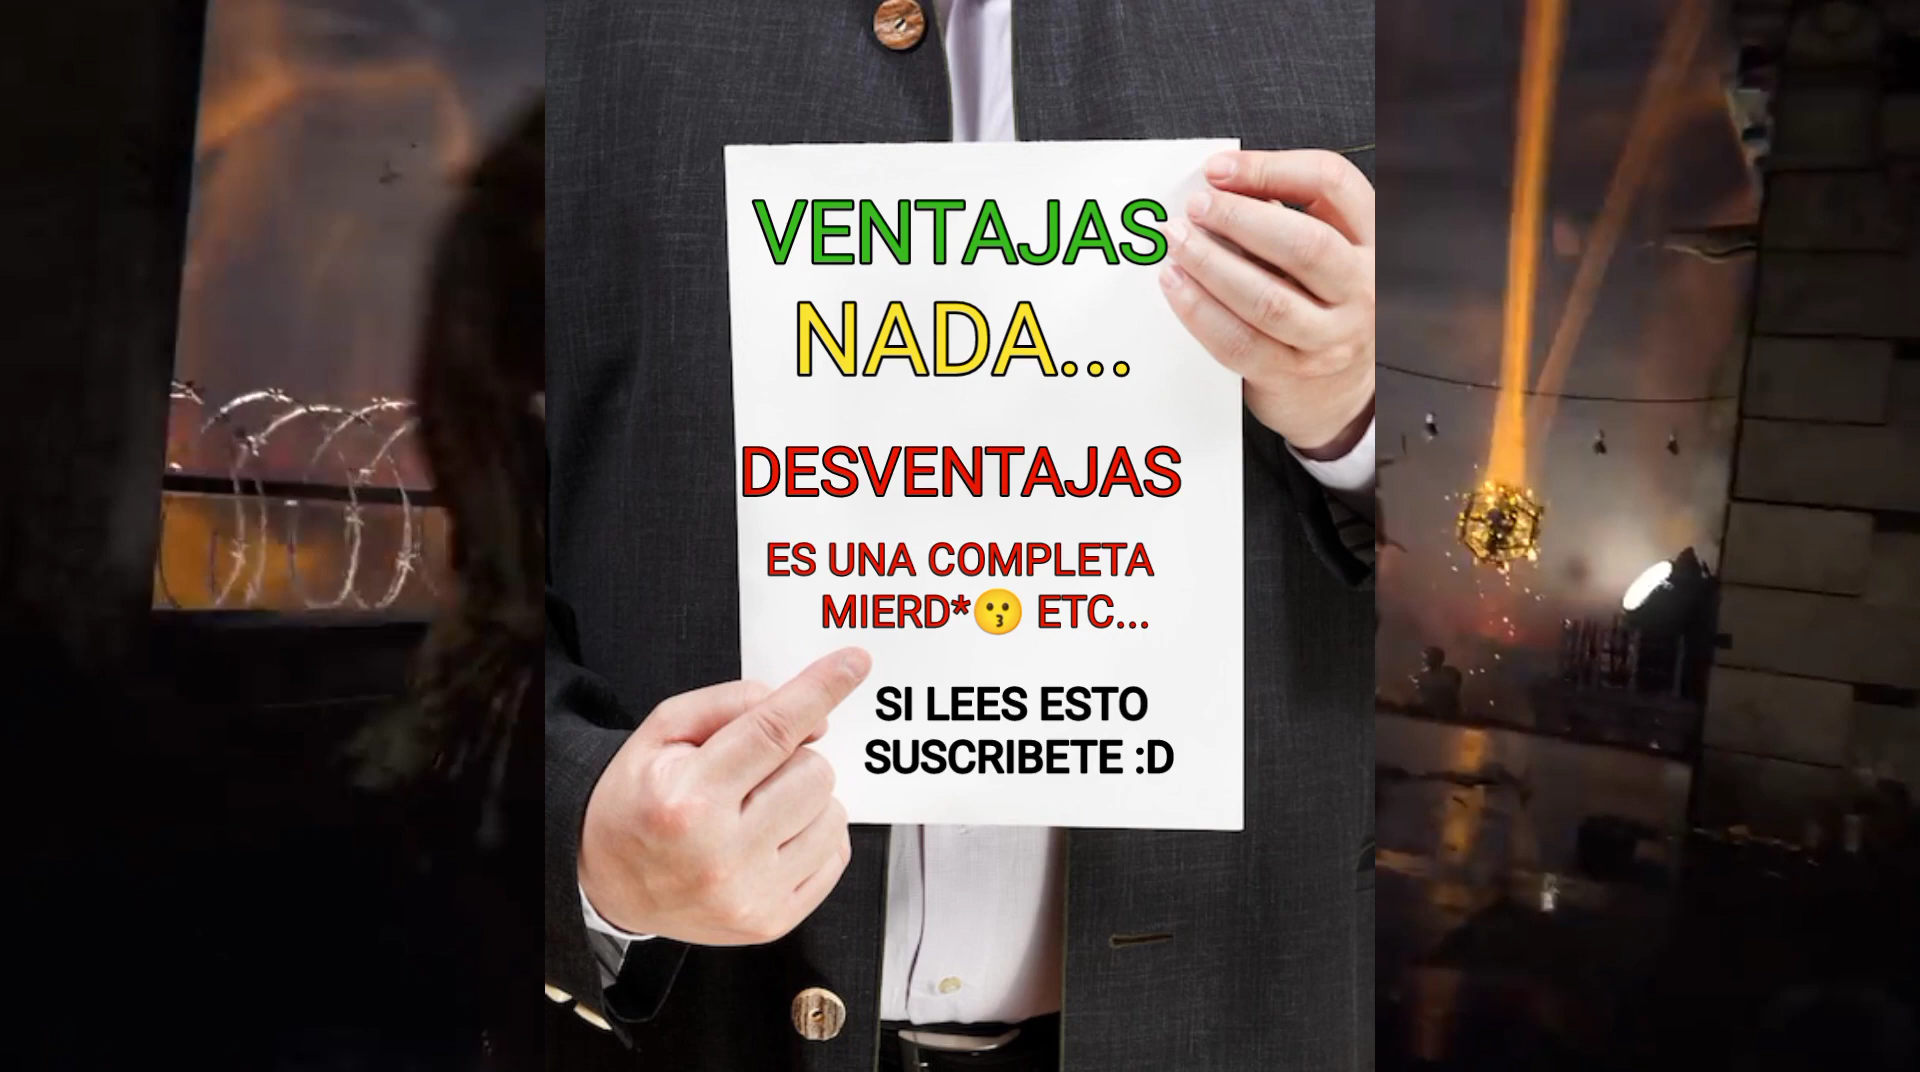 VENTAJAS
NADA...
DESVENTAJAS
ES UNA COMPLETA
MIERD*😗 ETC...
SI LEES ESTO
SUSCRIBETE :D